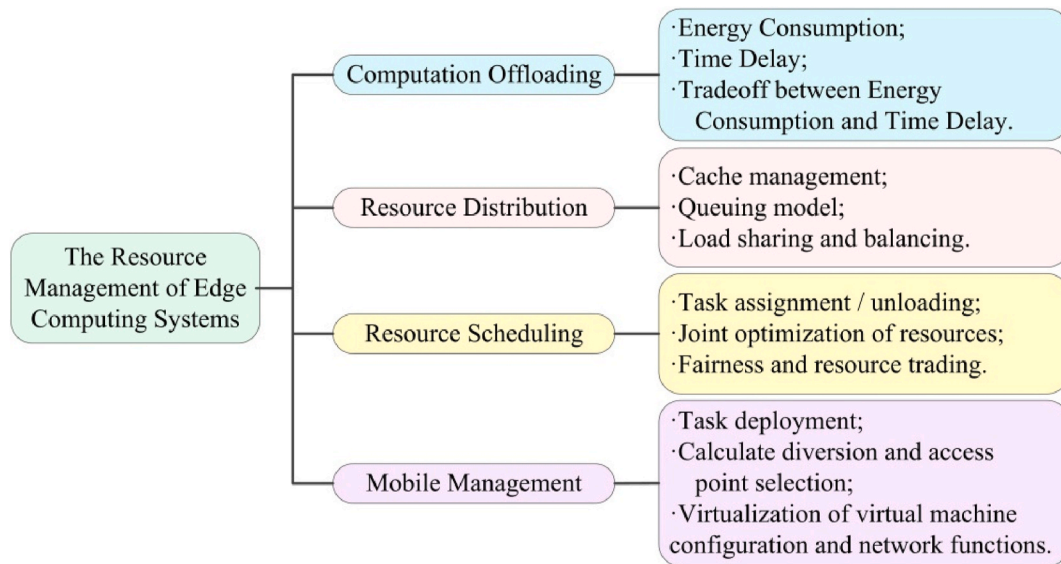 The Resource
Management of Edge
Computing Systems
Computation Offloading
·Energy Consumption;
·Time Delay;
·Tradeoff between Energy
Consumption and Time Delay.
Resource Distribution
·Cache management;
·Queuing model;
·Load sharing and balancing.
Resource Scheduling
·Task assignment / unloading;
·Joint optimization of resources;
·Fairness and resource trading.
Mobile Management
·Task deployment;
·Calculate diversion and access
point selection;
·Virtualization of virtual machine
configuration and network functions.